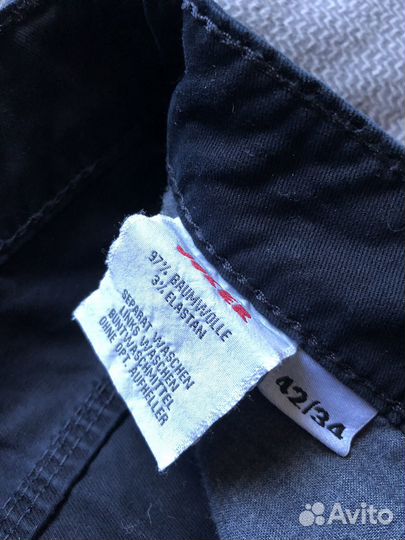 JOKER
97% BAUMWOLLE
3% ELASTAN
SEPARAT WASCHEN
LINKS WASCHEN
BUNTWASCHMITTEL
OHNE OPT. AUFHELLER
42/34
Avito